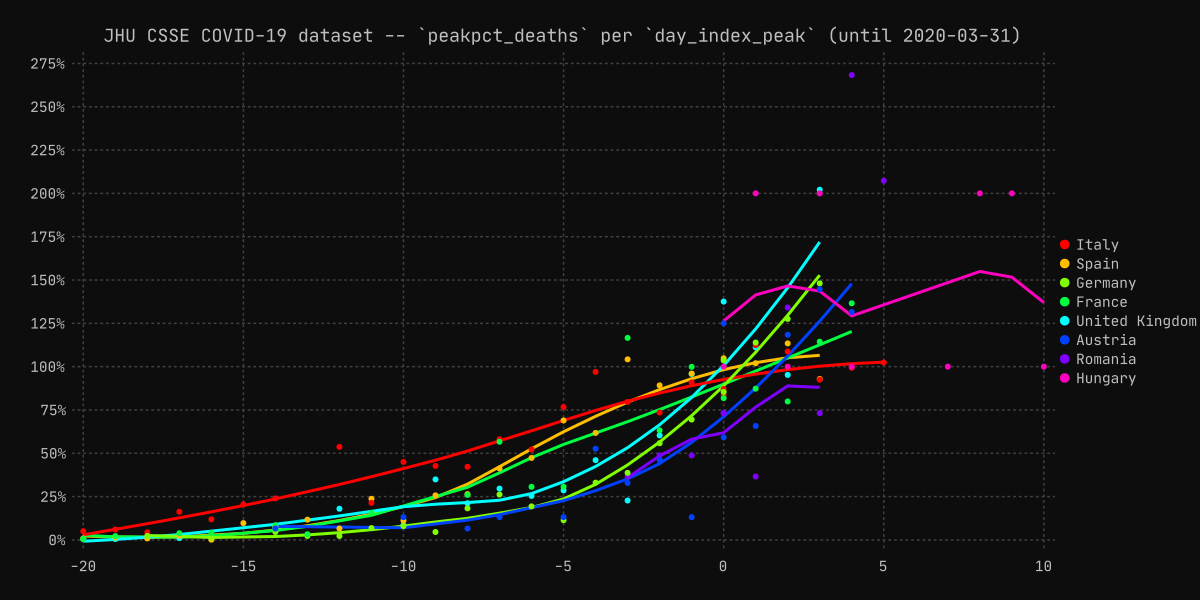 JHU CSSE COVID-19 dataset -- `peakpct_deaths` per `day_index_peak` (until 2020-03-31)
275%
250%
225%
200%
175%
150%
125%
100%
75%
50%
25%
0%
-20 -15 -10 -5 0 5 10
Italy
Spain
Germany
France
United Kingdom
Austria
Romania
Hungary